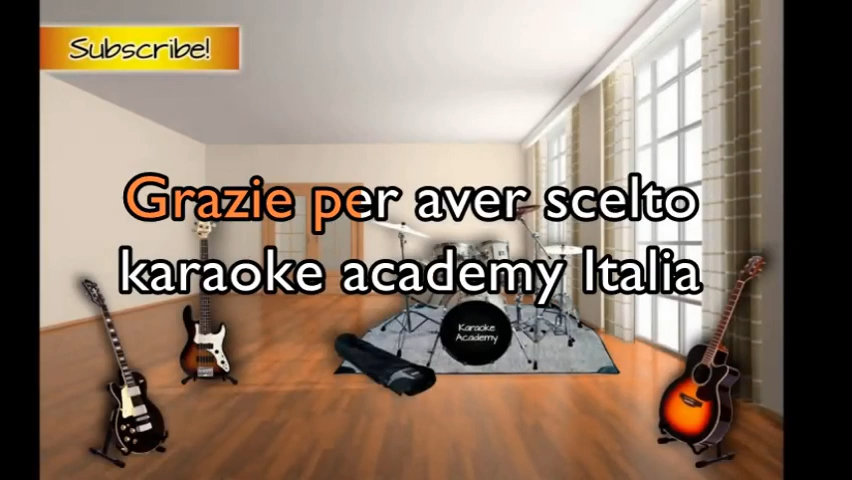 Subscribe!
Grazie per aver scelto
karaoke academy Italia
Karaoke
Academy